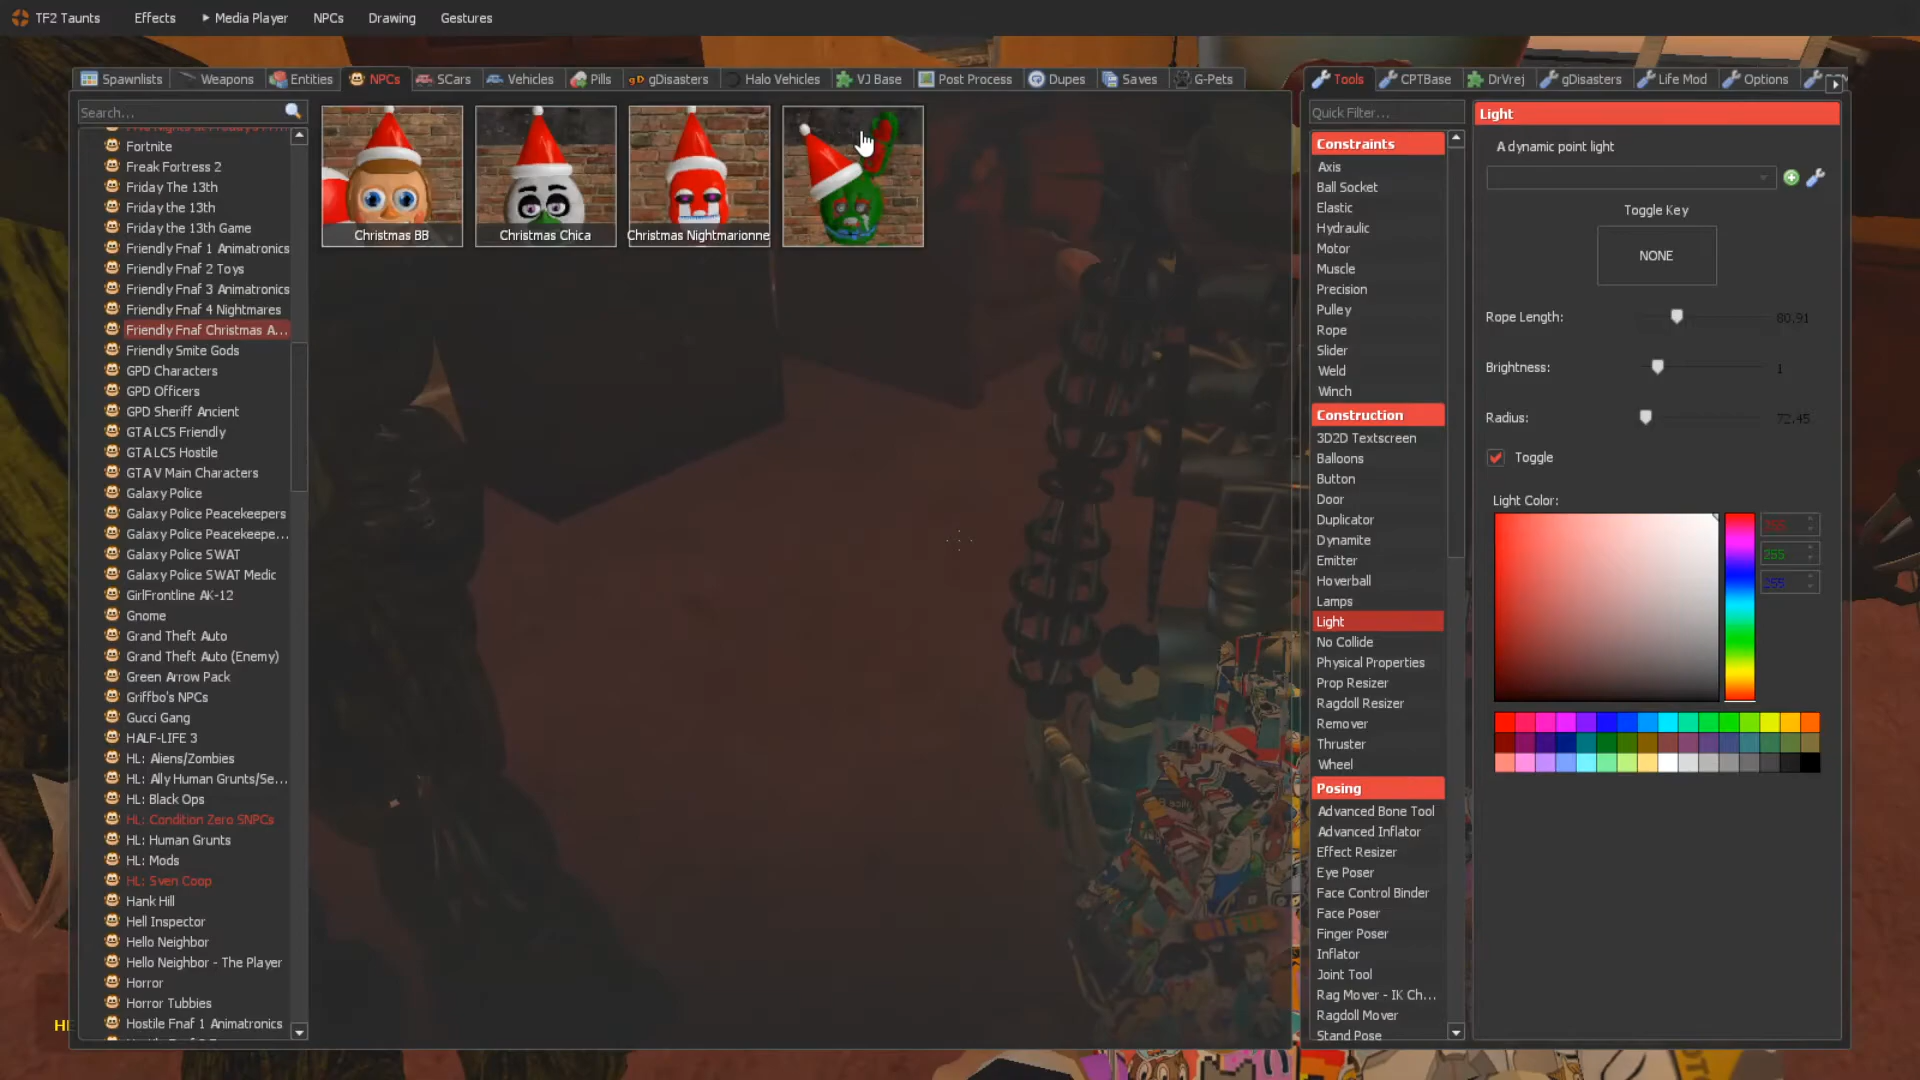 TF2 Taunts Effects Media Player NPCs Drawing Gestures
Spawnlists Weapons Entities NPCs SCars Vehicles Pills gDisasters Halo Vehicles VJ Base Post Process Dupes Saves G-Pets
Search...
Fortnite
Freak Fortress 2
Friday The 13th
Friday the 13th
Friday the 13th Game
Friendly Fnaf 1 Animatronics
Friendly Fnaf 2 Toys
Friendly Fnaf 3 Animatronics
Friendly Fnaf 4 Nightmares
Friendly Fnaf Christmas A...
Friendly Smite Gods
GPD Characters
GPD Officers
GPD Sheriff Ancient
GTA LCS Friendly
GTA LCS Hostile
GTA V Main Characters
Galaxy Police
Galaxy Police Peacekeepers
Galaxy Police Peacekeepe...
Galaxy Police SWAT
Galaxy Police SWAT Medic
GirlFrontline AK-12
Gnome
Grand Theft Auto
Grand Theft Auto (Enemy)
Green Arrow Pack
Griffbo's NPCs
Gucci Gang
HALF-LIFE 3
HL: Aliens/Zombies
HL: Ally Human Grunts/Se...
HL: Black Ops
HL: Condition Zero SNPCs
HL: Human Grunts
HL: Mods
HL: Sven Coop
Hank Hill
Hell Inspector
Hello Neighbor
Hello Neighbor - The Player
Horror
Horror Tubbies
Hostile Fnaf 1 Animatronics
Christmas BB
Christmas Chica
Christmas Nightmarionne
Tools CPTBase DrVrej gDisasters Life Mod Options
Quick Filter...
Constraints
Axis
Ball Socket
Elastic
Hydraulic
Motor
Muscle
Precision
Pulley
Rope
Slider
Weld
Winch
Construction
3D2D Textscreen
Balloons
Button
Door
Duplicator
Dynamite
Emitter
Hoverball
Lamps
Light
No Collide
Physical Properties
Prop Resizer
Ragdoll Resizer
Remover
Thruster
Wheel
Posing
Advanced Bone Tool
Advanced Inflator
Effect Resizer
Eye Poser
Face Control Binder
Face Poser
Finger Poser
Inflator
Joint Tool
Rag Mover - IK Ch...
Ragdoll Mover
Stand Pose
Light
A dynamic point light
Toggle Key
NONE
Rope Length: 80.91
Brightness: 1
Radius: 72.45
Toggle
Light Color:
255
255
255